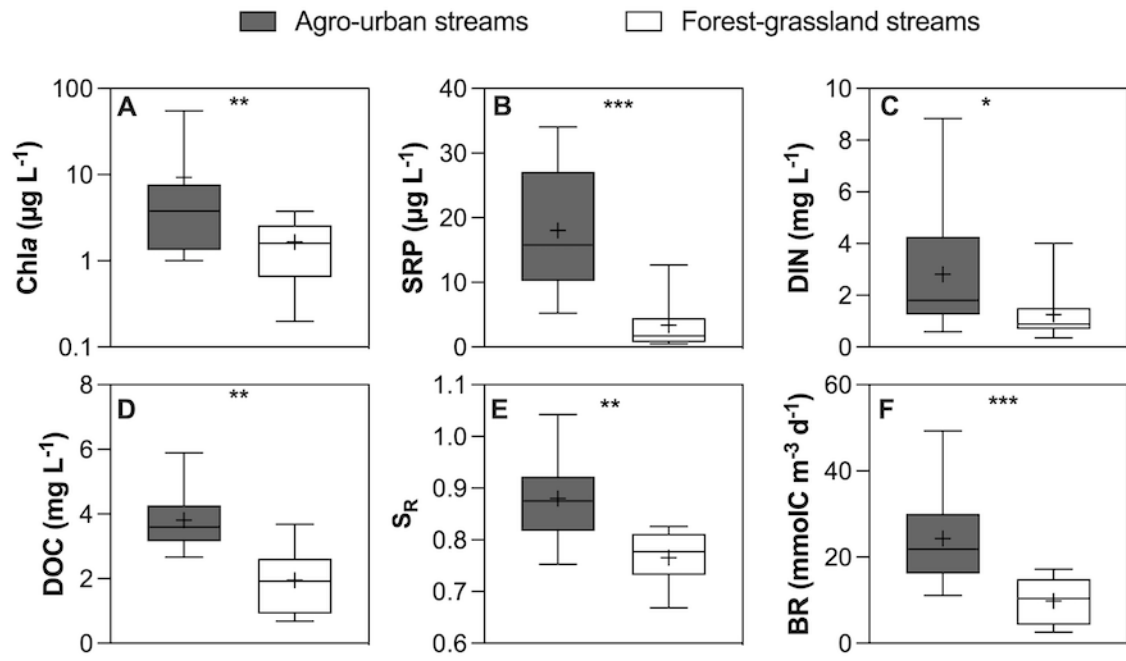 Agro-urban streams Forest-grassland streams
A
**
Chla (µg L⁻¹)
100
10
1
0.1
B
***
SRP (µg L⁻¹)
40
30
20
10
0
C
*
DIN (mg L⁻¹)
10
8
6
4
2
0
D
**
DOC (mg L⁻¹)
8
6
4
2
0
E
**
S_R
1.1
1.0
0.9
0.8
0.7
0.6
F
***
BR (mmolC m⁻³ d⁻¹)
60
40
20
0